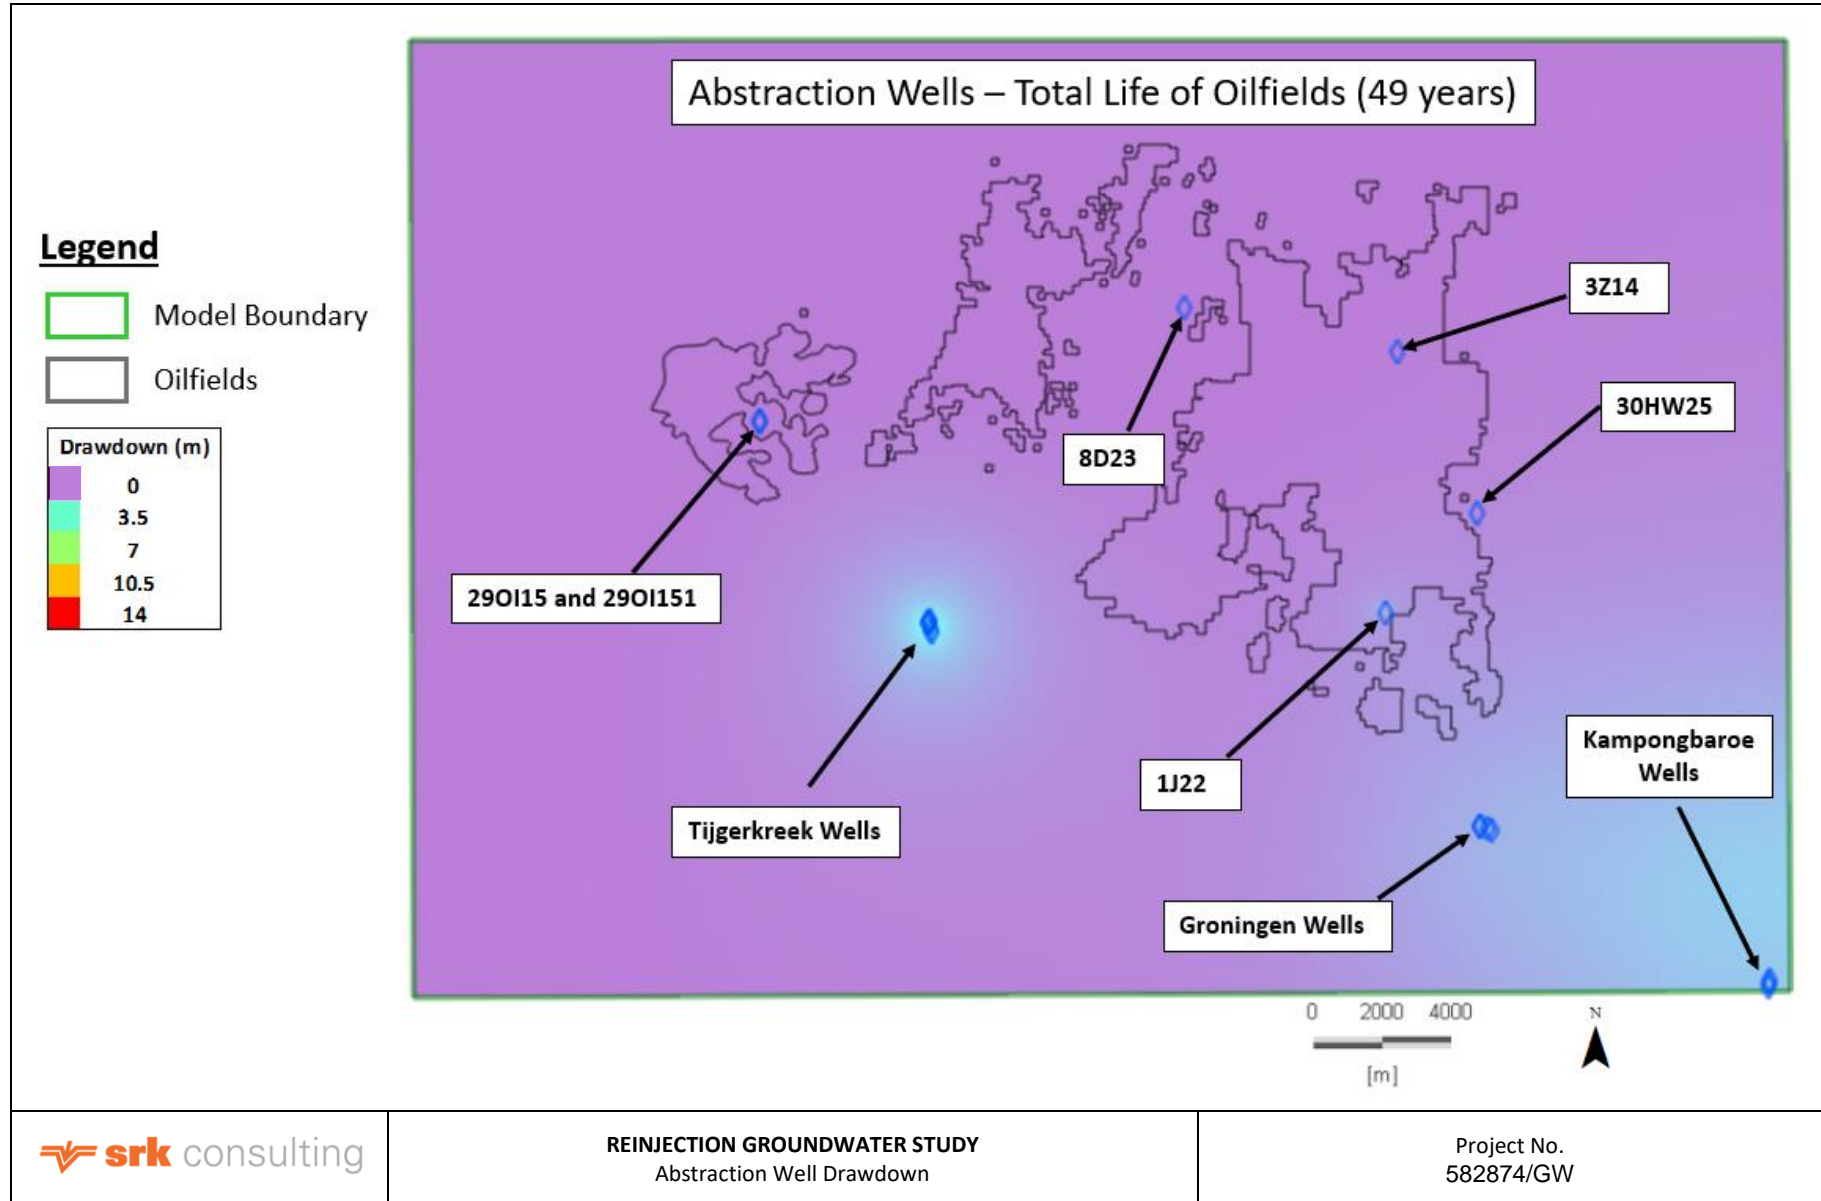 Abstraction Wells – Total Life of Oilfields (49 years)
Legend
Model Boundary
Oilfields
Drawdown (m)
0
3.5
7
10.5
14
3Z14
30HW25
8D23
29OI15 and 29OI151
Kampongbaroe
Wells
1J22
Tijgerkreek Wells
Groningen Wells
0 2000 4000
[m]
N
srk consulting
REINJECTION GROUNDWATER STUDY
Abstraction Well Drawdown
Project No.
582874/GW